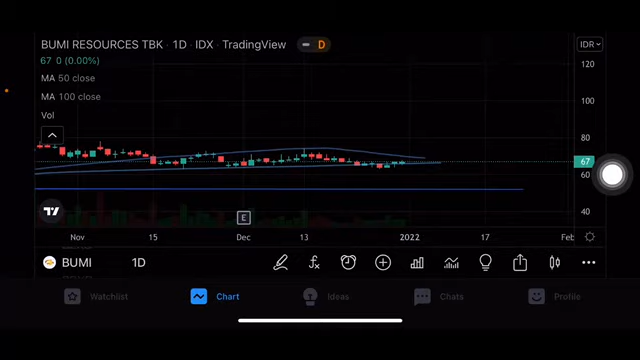 BUMI RESOURCES TBK · 1D · IDX · TradingView D IDR
67 0 (0.00%)
120
MA 50 close
MA 100 close
100
Vol
80
67
60
40
E
Nov 15 Dec 13 2022 17 Feb
BUMI 1D
Watchlist Chart Ideas Chats Profile